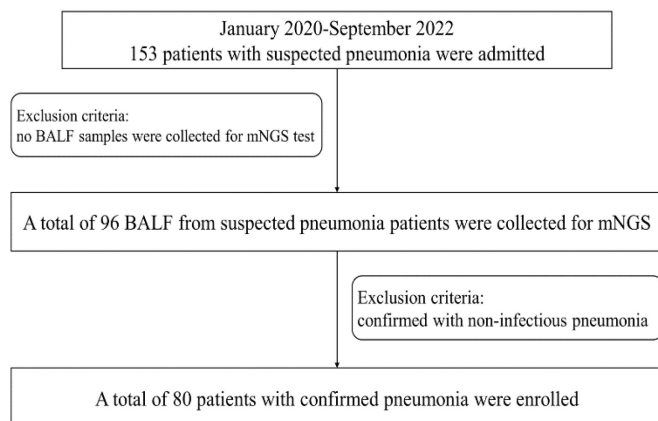 January 2020-September 2022
153 patients with suspected pneumonia were admitted
Exclusion criteria:
no BALF samples were collected for mNGS test
A total of 96 BALF from suspected pneumonia patients were collected for mNGS
Exclusion criteria:
confirmed with non-infectious pneumonia
A total of 80 patients with confirmed pneumonia were enrolled